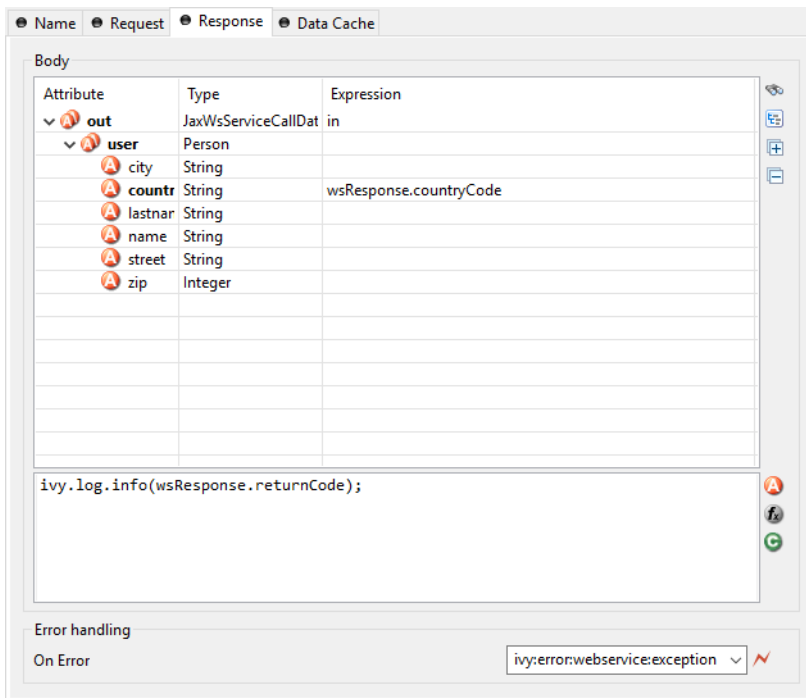 Name Request Response Data Cache
Body
Attribute Type Expression
out JaxWsServiceCallDat in
user Person
city String
countr String wsResponse.countryCode
lastnar String
name String
street String
zip Integer
ivy.log.info(wsResponse.returnCode);
Error handling
On Error ivy:error:webservice:exception